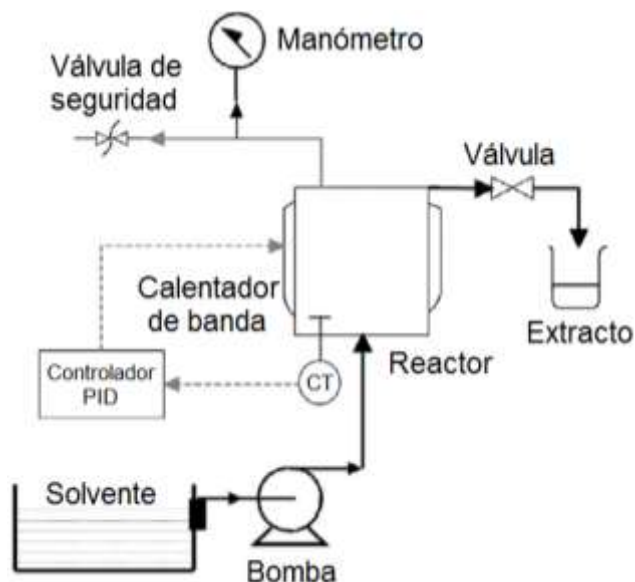 Manómetro
Válvula de
seguridad
Válvula
Calentador
de banda
Extracto
Reactor
Controlador
PID
CT
Solvente
Bomba